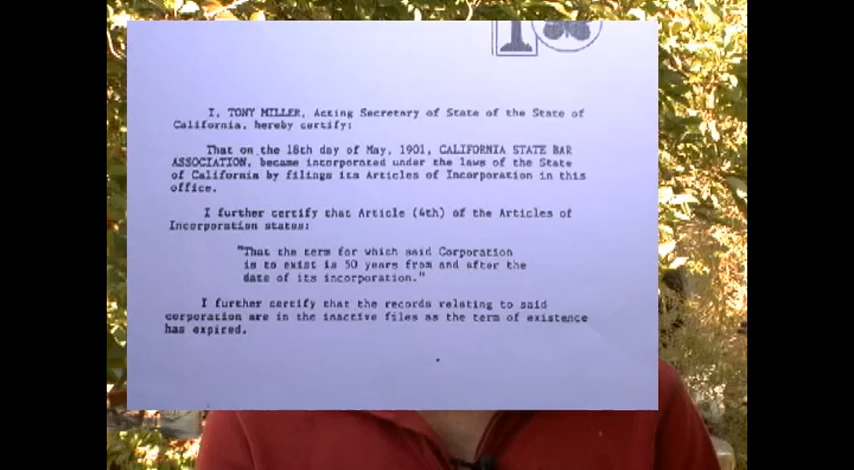 I, TONY MILLER, Acting Secretary of State of the State of
California, hereby certify:
That on the 18th day of May, 1901, CALIFORNIA STATE BAR
ASSOCIATION, became incorporated under the laws of the State
of California by filings its Articles of Incorporation in this
office.
I further certify that Article (4th) of the Articles of
Incorporation states:
"That the term for which said Corporation
is to exist is 50 years from and after the
date of its incorporation."
I further certify that the records relating to said
corporation are in the inactive files as the term of existence
has expired.